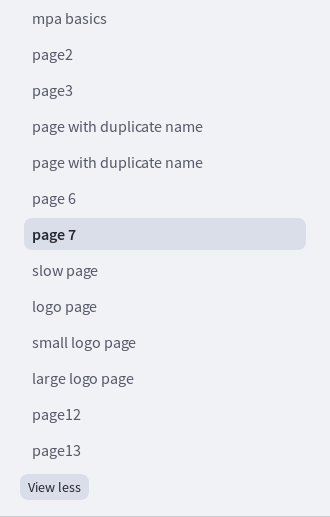 mpa basics
page2
page3
page with duplicate name
page with duplicate name
page 6
page 7
slow page
logo page
small logo page
large logo page
page12
page13
View less